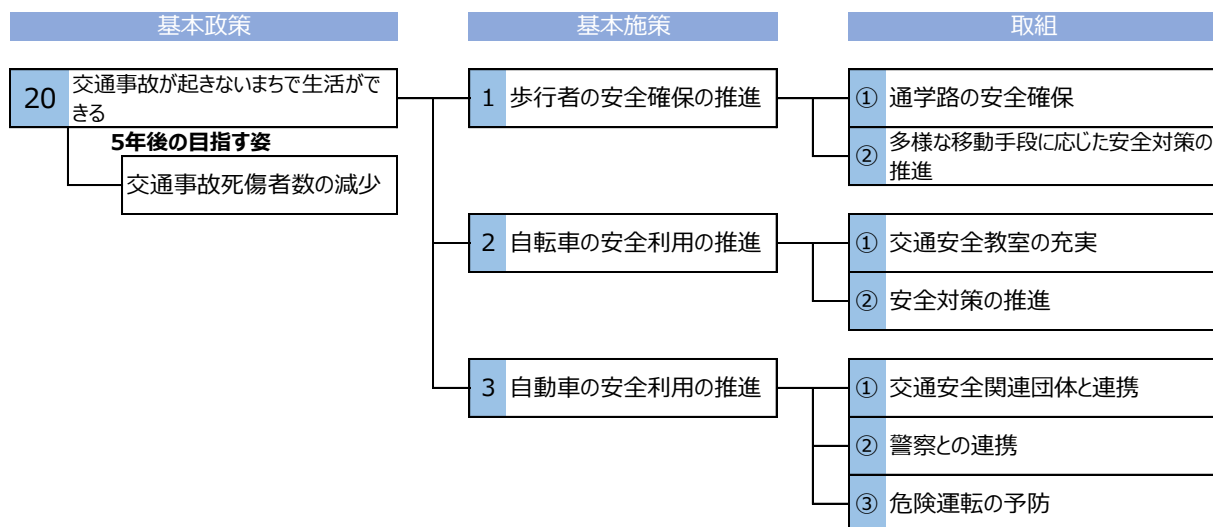 基本政策
基本施策
取組
20 交通事故が起きないまちで生活がで
きる
5年後の目指す姿
交通事故死傷者数の減少
1 歩行者の安全確保の推進
① 通学路の安全確保
② 多様な移動手段に応じた安全対策の
推進
2 自転車の安全利用の推進
① 交通安全教室の充実
② 安全対策の推進
3 自動車の安全利用の推進
① 交通安全関連団体と連携
② 警察との連携
③ 危険運転の予防